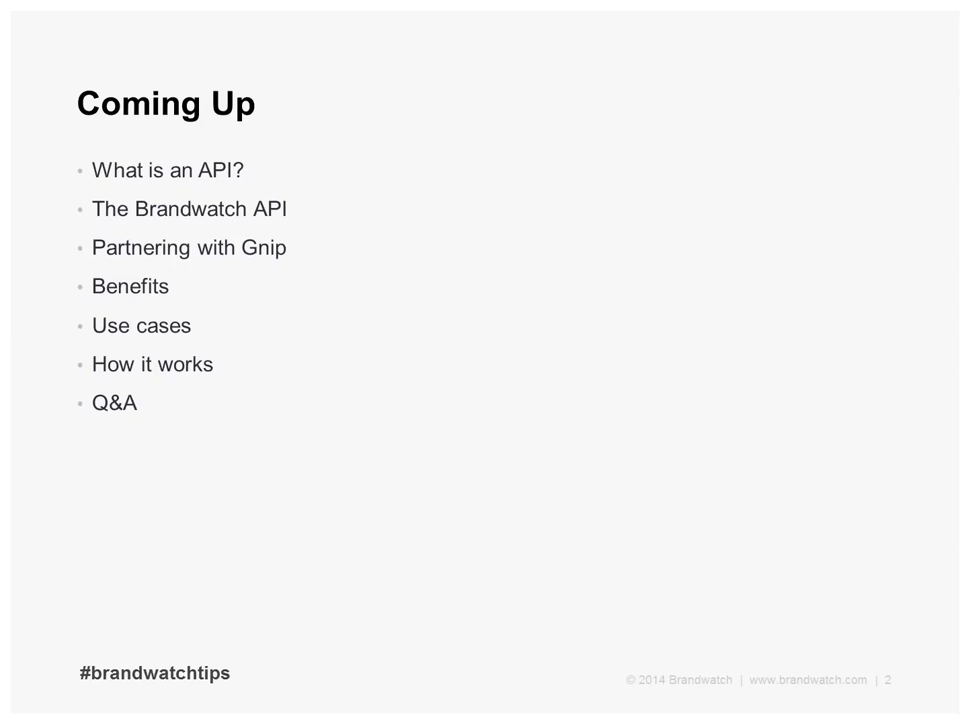 Coming Up
• What is an API?
• The Brandwatch API
• Partnering with Gnip
• Benefits
• Use cases
• How it works
• Q&A
#brandwatchtips
© 2014 Brandwatch | www.brandwatch.com | 2